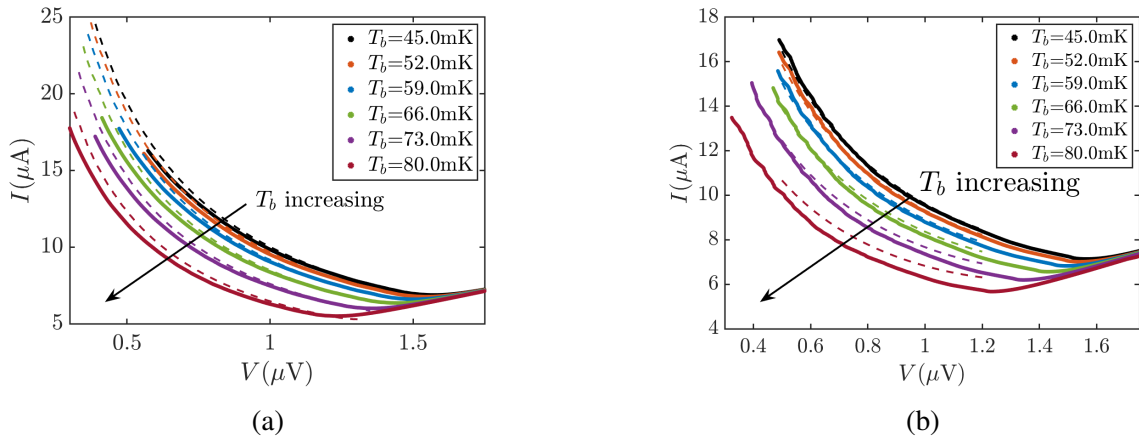 25
20
15
10
5
I(μA)
0.5
1
1.5
V(μV)
T_b=45.0mK
T_b=52.0mK
T_b=59.0mK
T_b=66.0mK
T_b=73.0mK
T_b=80.0mK
T_b increasing
(a)
18
16
14
12
10
8
6
4
I(μA)
0.4
0.6
0.8
1
1.2
1.4
1.6
V(μV)
T_b=45.0mK
T_b=52.0mK
T_b=59.0mK
T_b=66.0mK
T_b=73.0mK
T_b=80.0mK
T_b increasing
(b)